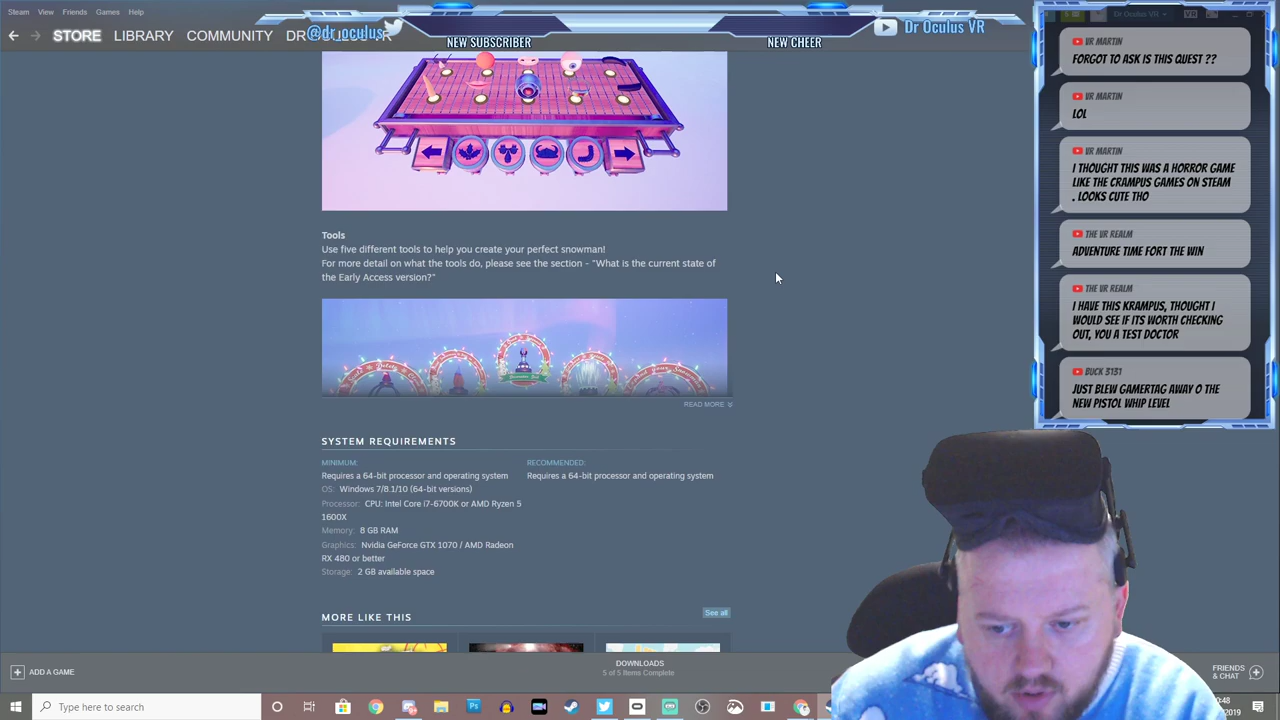 Steam View Friends Games Help
Dr Oculus VR
VR
STORE LIBRARY COMMUNITY
@dr_oculus
Dr Oculus VR
NEW SUBSCRIBER
NEW CHEER
VR MARTIN
FORGOT TO ASK IS THIS QUEST ??
VR MARTIN
LOL
VR MARTIN
I THOUGHT THIS WAS A HORROR GAME
LIKE THE CRAMPUS GAMES ON STEAM
. LOOKS CUTE THO
THE VR REALM
ADVENTURE TIME FORT THE WIN
THE VR REALM
I HAVE THIS KRAMPUS, THOUGHT I
WOULD SEE IF ITS WORTH CHECKING
OUT, YOU A TEST DOCTOR
BUCK 3131
JUST BLEW GAMERTAG AWAY O THE
NEW PISTOL WHIP LEVEL
Tools
Use five different tools to help you create your perfect snowman!
For more detail on what the tools do, please see the section - "What is the current state of
the Early Access version?"
READ MORE
SYSTEM REQUIREMENTS
MINIMUM:
Requires a 64-bit processor and operating system
OS: Windows 7/8.1/10 (64-bit versions)
Processor: CPU: Intel Core i7-6700K or AMD Ryzen 5
1600X
Memory: 8 GB RAM
Graphics: Nvidia GeForce GTX 1070 / AMD Radeon
RX 480 or better
Storage: 2 GB available space
RECOMMENDED:
Requires a 64-bit processor and operating system
MORE LIKE THIS
See all
ADD A GAME
DOWNLOADS
5 of 5 Items Complete
FRIENDS
& CHAT
Type here to search